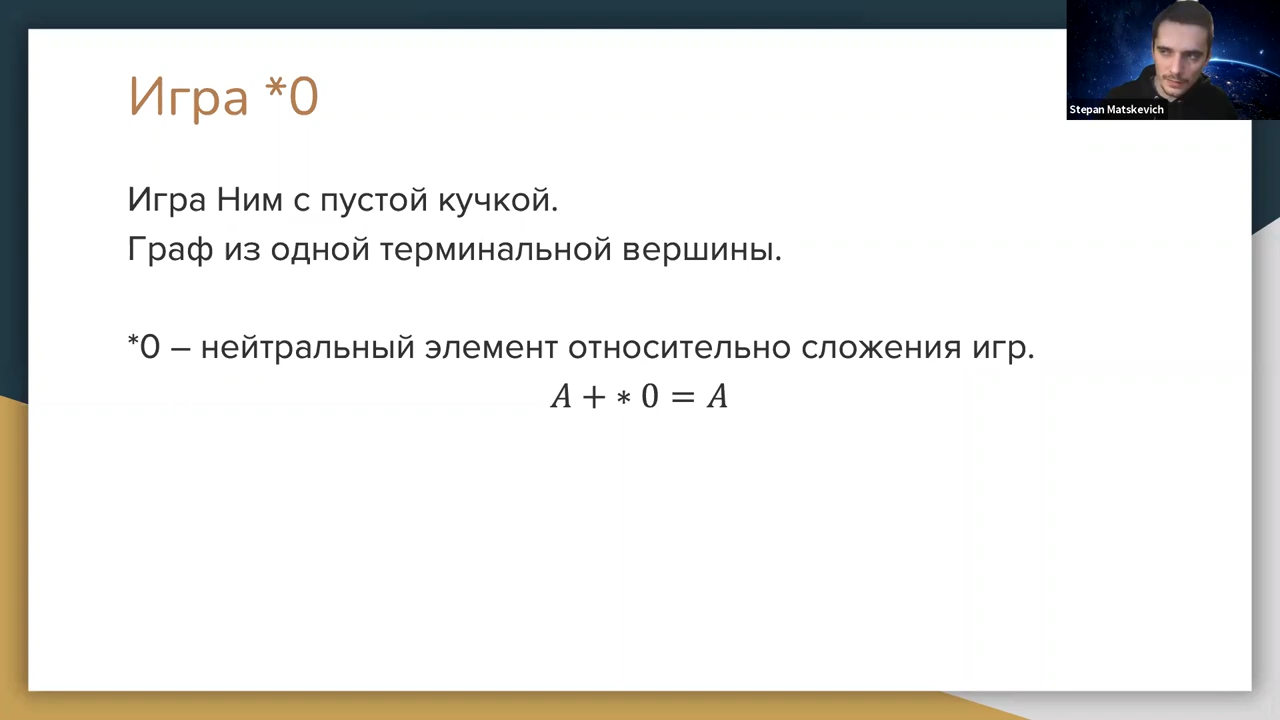 Игра *0
Stepan Matskevich
Игра Ним с пустой кучкой.
Граф из одной терминальной вершины.
*0 – нейтральный элемент относительно сложения игр.
A + * 0 = A